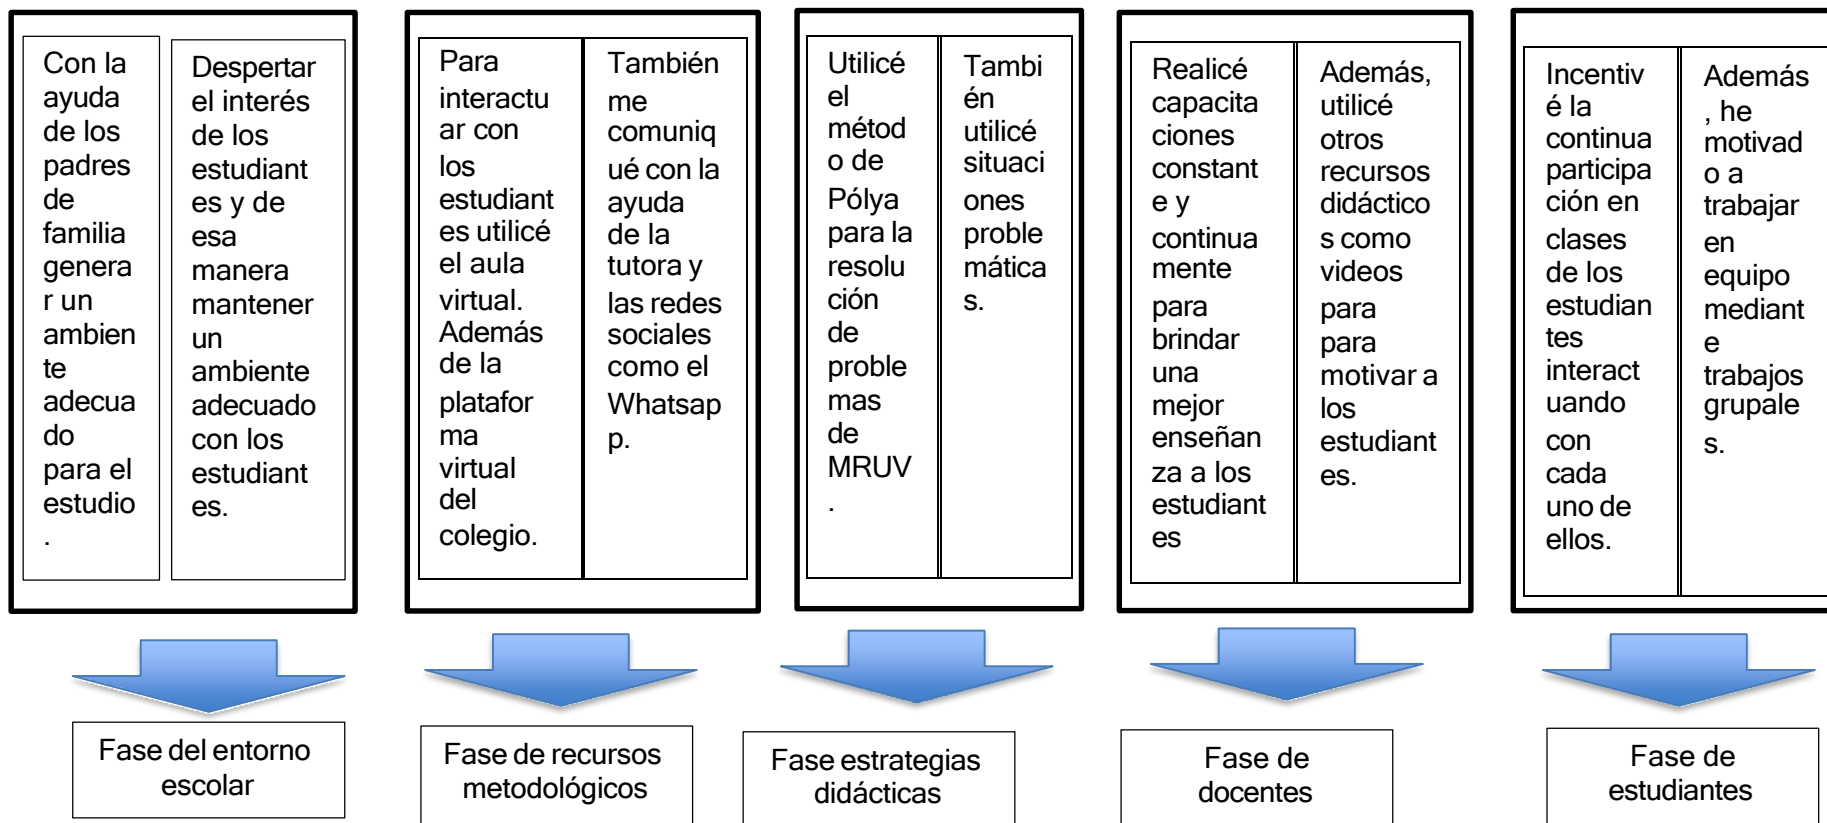 Con la
ayuda
de los
padres
de
familia
genera
r un
ambien
te
adecua
do
para el
estudio
.
Despertar
el interés
de los
estudiant
es y de
esa
manera
mantener
un
ambiente
adecuado
con los
estudiant
es.
Para
interactu
ar con
los
estudiant
es utilicé
el aula
virtual.
Además
de la
platafor
ma
virtual
del
colegio.
También
me
comuniq
ué con la
ayuda
de la
tutora y
las redes
sociales
como el
Whatsap
p.
Utilicé
el
métod
o de
Pólya
para la
resolu
ción
de
proble
mas
de
MRUV
.
Tambi
én
utilicé
situaci
ones
proble
mática
s.
Realicé
capacita
ciones
constant
e y
continua
mente
para
brindar
una
mejor
enseñan
za a los
estudiant
es
Además,
utilicé
otros
recursos
didáctico
s como
videos
para
para
motivar a
los
estudiant
es.
Incentiv
é la
continua
participa
ción en
clases
de los
estudian
tes
interact
uando
con
cada
uno de
ellos.
Además
, he
motivad
o a
trabajar
en
equipo
mediant
e
trabajos
grupale
s.
Fase del entorno
escolar
Fase de recursos
metodológicos
Fase estrategias
didácticas
Fase de
docentes
Fase de
estudiantes